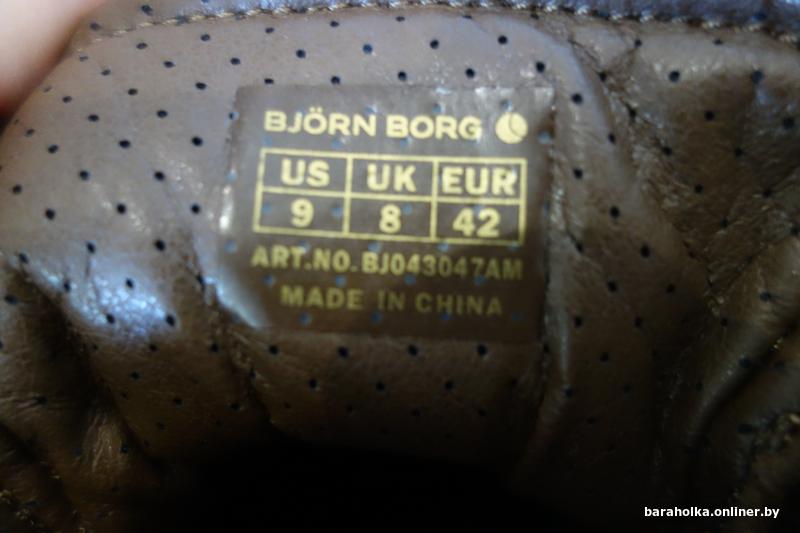 BJÖRN BORG
US UK EUR
9 8 42
ART.NO.BJ043047AM
MADE IN CHINA
baraholka.onliner.by